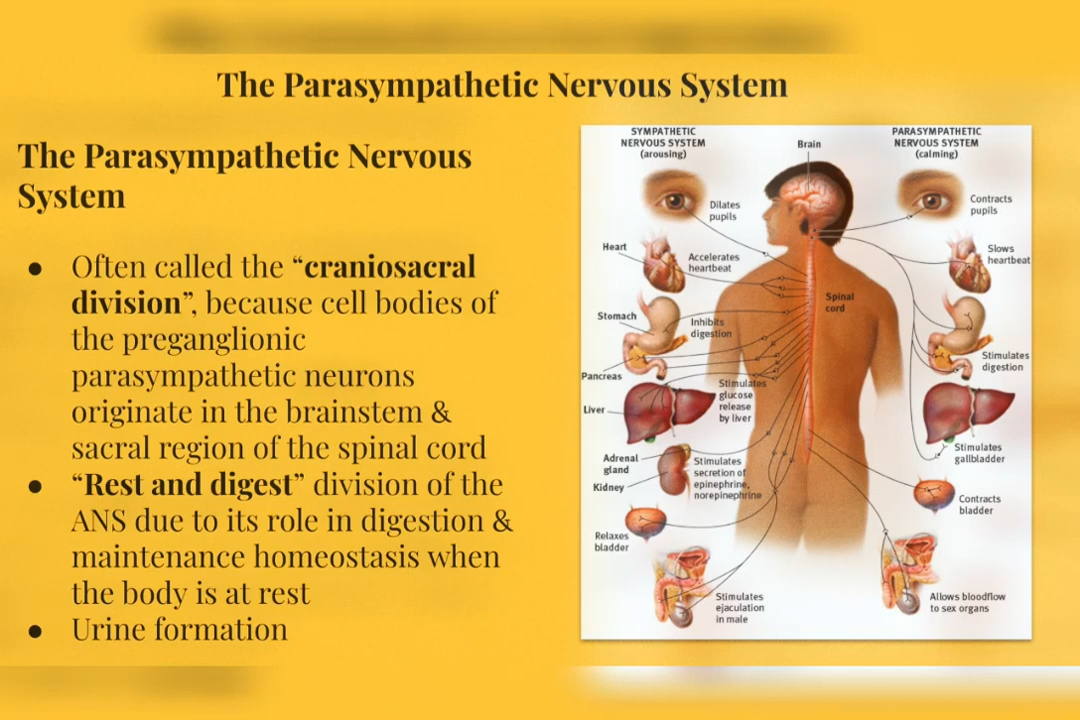 The Parasympathetic Nervous System
The Parasympathetic Nervous
System
● Often called the “craniosacral
division”, because cell bodies of
the preganglionic
parasympathetic neurons
originate in the brainstem &
sacral region of the spinal cord
● “Rest and digest” division of the
ANS due to its role in digestion &
maintenance homeostasis when
the body is at rest
● Urine formation
SYMPATHETIC
NERVOUS SYSTEM
(arousing)
Brain
PARASYMPATHETIC
NERVOUS SYSTEM
(calming)
Dilates
pupils
Contracts
pupils
Heart
Accelerates
heartbeat
Slows
heartbeat
Spinal
cord
Stomach
Inhibits
digestion
Stimulates
digestion
Pancreas
Stimulates
glucose
release
by liver
Liver
Stimulates
gallbladder
Adrenal
gland
Kidney
Stimulates
secretion of
epinephrine,
norepinephrine
Contracts
bladder
Relaxes
bladder
Stimulates
ejaculation
in male
Allows bloodflow
to sex organs